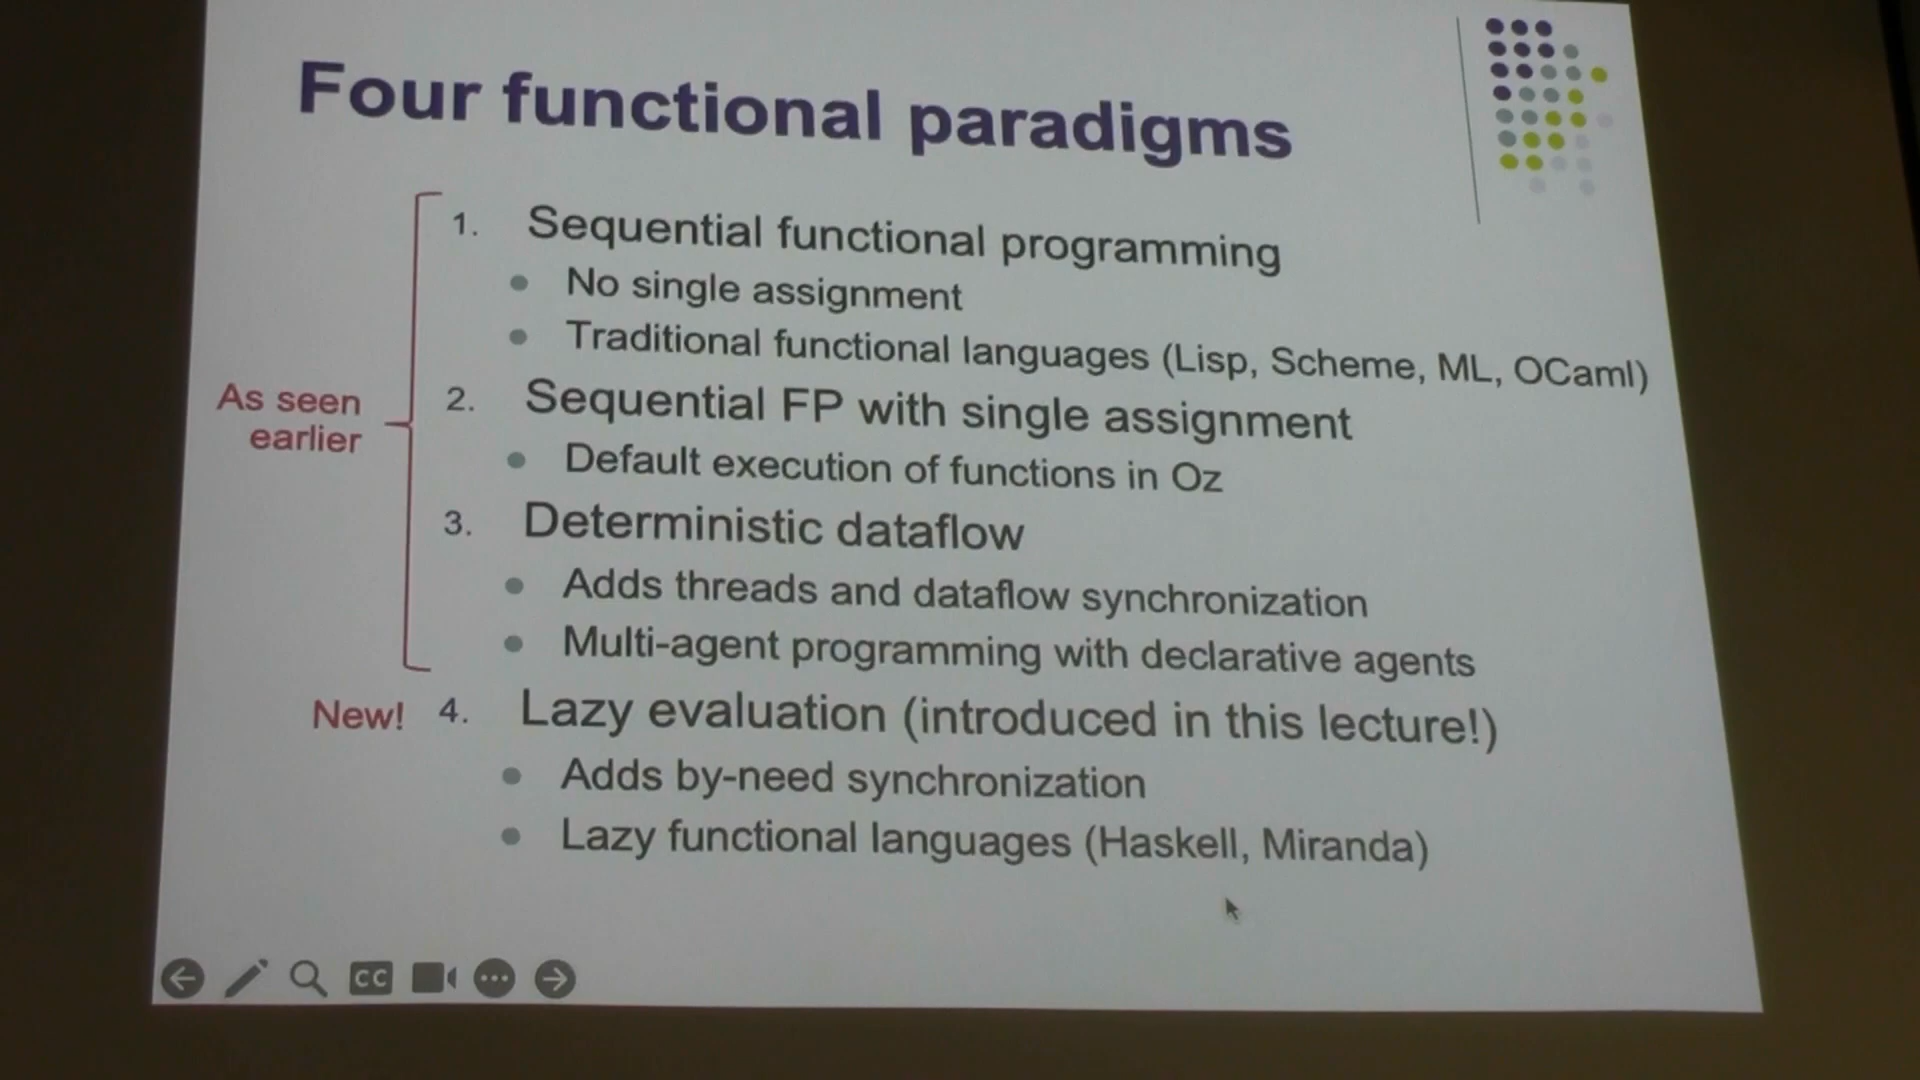 Four functional paradigms
1. Sequential functional programming
No single assignment
Traditional functional languages (Lisp, Scheme, ML, OCaml)
As seen
earlier
2. Sequential FP with single assignment
Default execution of functions in Oz
3. Deterministic dataflow
Adds threads and dataflow synchronization
Multi-agent programming with declarative agents
New! 4. Lazy evaluation (introduced in this lecture!)
Adds by-need synchronization
Lazy functional languages (Haskell, Miranda)
CC